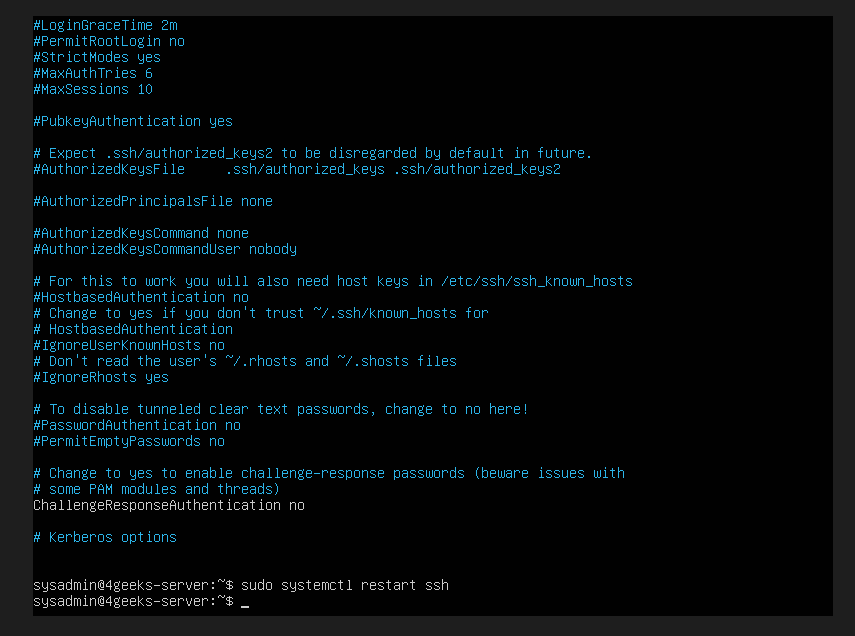 #LoginGraceTime 2m
#PermitRootLogin no
#StrictModes yes
#MaxAuthTries 6
#MaxSessions 10
#PubkeyAuthentication yes
# Expect .ssh/authorized_keys2 to be disregarded by default in future.
#AuthorizedKeysFile     .ssh/authorized_keys .ssh/authorized_keys2
#AuthorizedPrincipalsFile none
#AuthorizedKeysCommand none
#AuthorizedKeysCommandUser nobody
# For this to work you will also need host keys in /etc/ssh/ssh_known_hosts
#HostbasedAuthentication no
# Change to yes if you don't trust ~/.ssh/known_hosts for
# HostbasedAuthentication
#IgnoreUserKnownHosts no
# Don't read the user's ~/.rhosts and ~/.shosts files
#IgnoreRhosts yes
# To disable tunneled clear text passwords, change to no here!
#PasswordAuthentication no
#PermitEmptyPasswords no
# Change to yes to enable challenge-response passwords (beware issues with
# some PAM modules and threads)
ChallengeResponseAuthentication no
# Kerberos options
sysadmin@4geeks-server:~$ sudo systemctl restart ssh
sysadmin@4geeks-server:~$ _